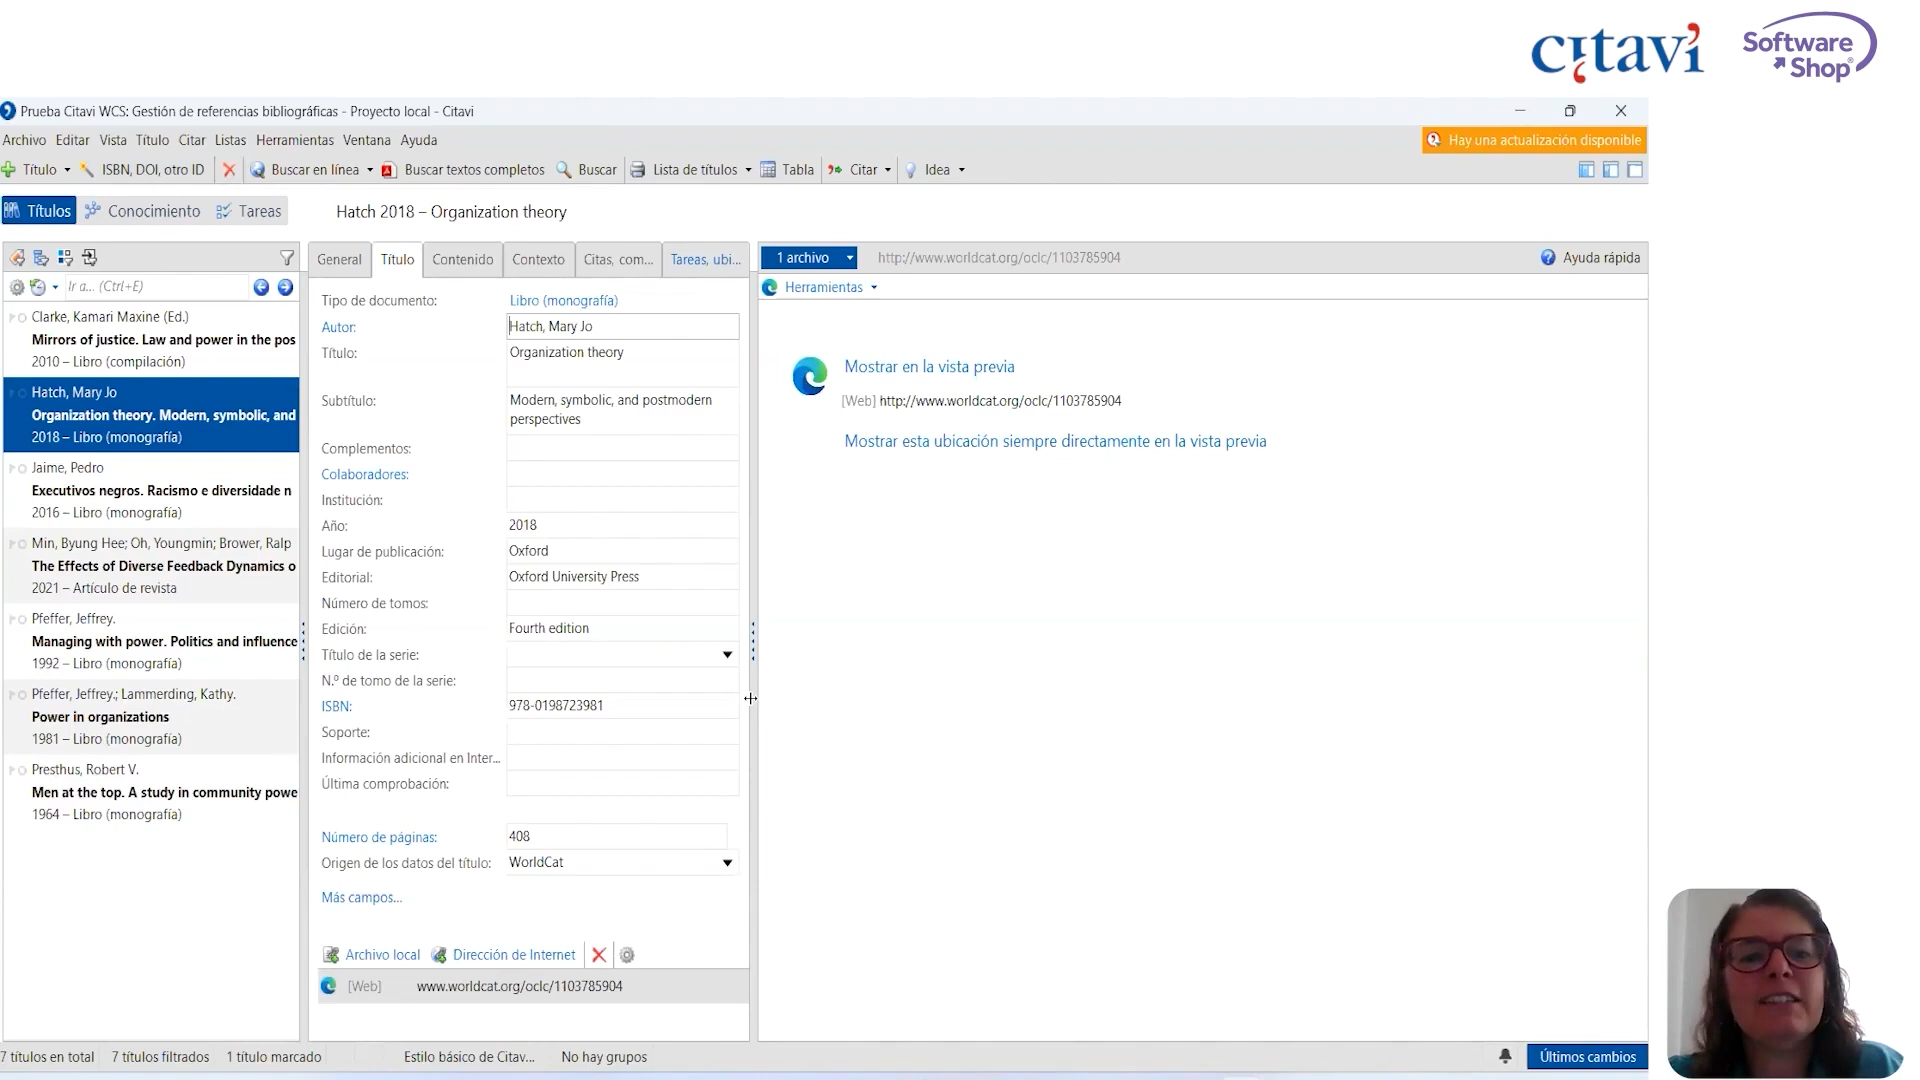 citavi
Software
Shop®
Prueba Citavi WCS: Gestión de referencias bibliográficas - Proyecto local - Citavi
Archivo Editar Vista Título Citar Listas Herramientas Ventana Ayuda
Hay una actualización disponible
Título ISBN, DOI, otro ID Buscar en línea Buscar textos completos Buscar Lista de títulos Tabla Citar Idea
Títulos Conocimiento Tareas
Hatch 2018 – Organization theory
Ir a... (Ctrl+E)
Clarke, Kamari Maxine (Ed.)
Mirrors of justice. Law and power in the pos
2010 – Libro (compilación)
Hatch, Mary Jo
Organization theory. Modern, symbolic, and
2018 – Libro (monografía)
Jaime, Pedro
Executivos negros. Racismo e diversidade n
2016 – Libro (monografía)
Min, Byung Hee; Oh, Youngmin; Brower, Ralp
The Effects of Diverse Feedback Dynamics o
2021 – Artículo de revista
Pfeffer, Jeffrey.
Managing with power. Politics and influence
1992 – Libro (monografía)
Pfeffer, Jeffrey.; Lammerding, Kathy.
Power in organizations
1981 – Libro (monografía)
Presthus, Robert V.
Men at the top. A study in community powe
1964 – Libro (monografía)
General Título Contenido Contexto Citas, com... Tareas, ubi...
Tipo de documento: Libro (monografía)
Autor: Hatch, Mary Jo
Título: Organization theory
Subtítulo: Modern, symbolic, and postmodern
perspectives
Complementos:
Colaboradores:
Institución:
Año: 2018
Lugar de publicación: Oxford
Editorial: Oxford University Press
Número de tomos:
Edición: Fourth edition
Título de la serie:
N.º de tomo de la serie:
ISBN: 978-0198723981
Soporte:
Información adicional en Inter...
Última comprobación:
Número de páginas: 408
Origen de los datos del título: WorldCat
Más campos...
Archivo local Dirección de Internet
[Web] www.worldcat.org/oclc/1103785904
1 archivo http://www.worldcat.org/oclc/1103785904 Ayuda rápida
Herramientas
Mostrar en la vista previa
[Web] http://www.worldcat.org/oclc/1103785904
Mostrar esta ubicación siempre directamente en la vista previa
7 títulos en total 7 títulos filtrados 1 título marcado Estilo básico de Citav... No hay grupos Últimos cambios